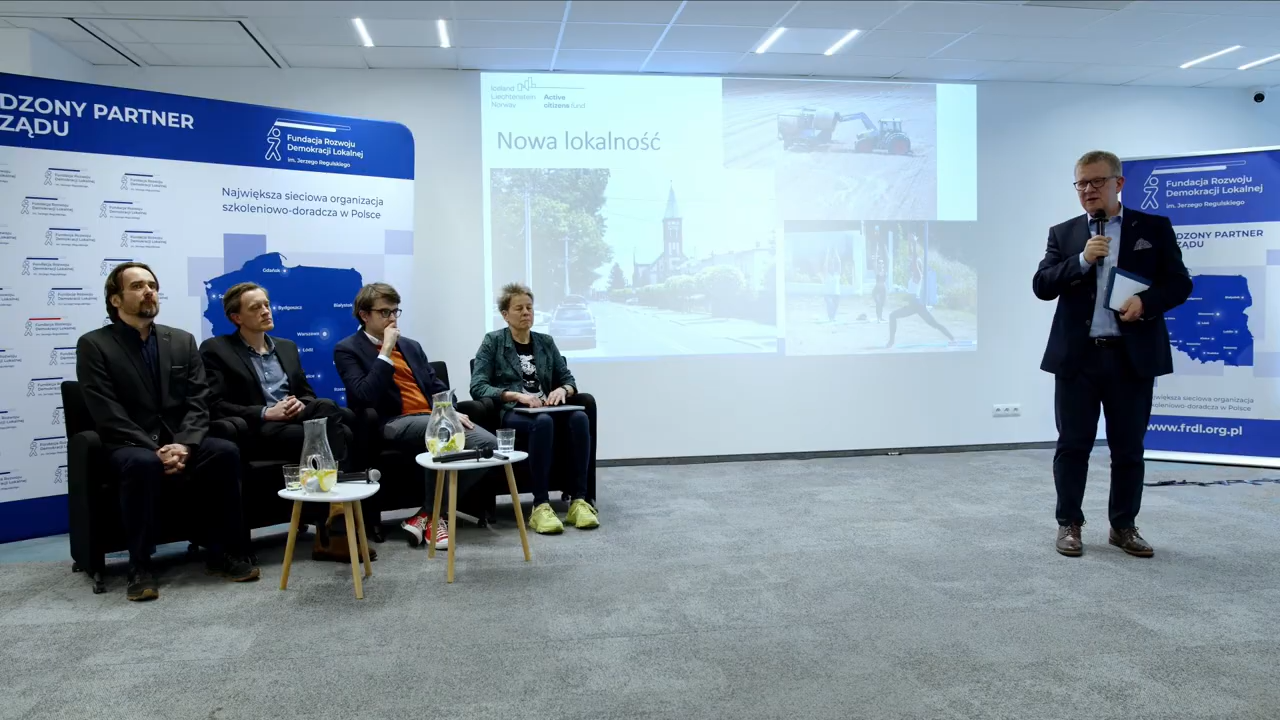 DZONY PARTNER
ZĄDU
Fundacja Rozwoju
Demokracji Lokalnej
im. Jerzego Regulskiego
Największa sieciowa organizacja
szkoleniowo-doradcza w Polsce
Gdańsk
Bydgoszcz
Białystok
Warszawa
Łódź
Iceland
Liechtenstein
Norway
Active
citizens fund
Nowa lokalność
Fundacja Rozwoju
Demokracji Lokalnej
im. Jerzego Regulskiego
DZONY PARTNER
ZĄDU
Największa sieciowa organizacja
szkoleniowo-doradcza w Polsce
www.frdl.org.pl